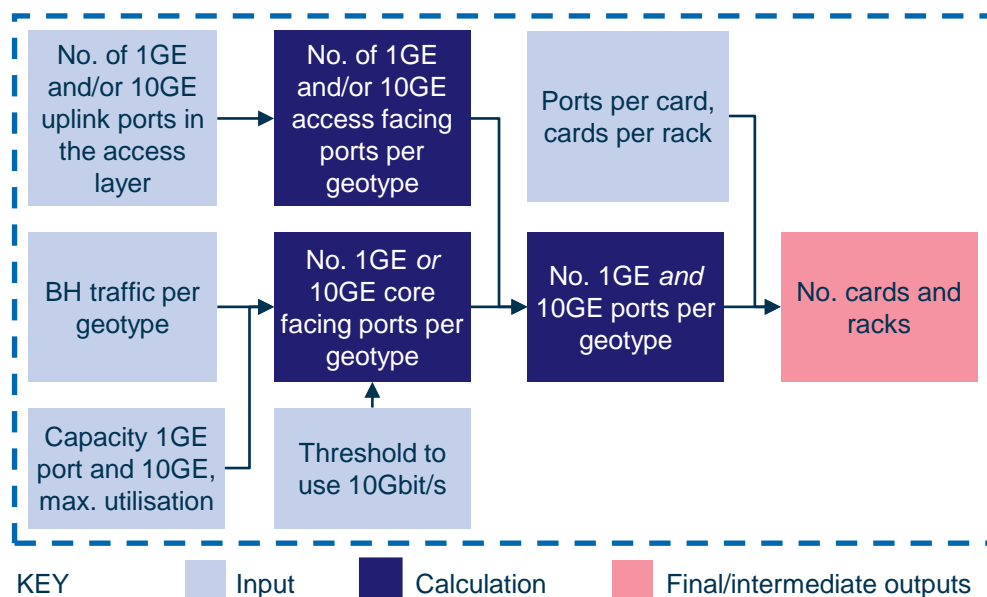 No. of 1GE
and/or 10GE
uplink ports in
the access
layer
No. of 1GE
and/or 10GE
access facing
ports per
geotype
Ports per card,
cards per rack
BH traffic per
geotype
No. 1GE or
10GE core
facing ports per
geotype
No. 1GE and
10GE ports per
geotype
No. cards and
racks
Capacity 1GE
port and 10GE,
max. utilisation
Threshold to
use 10Gbit/s
KEY
Input
Calculation
Final/intermediate outputs